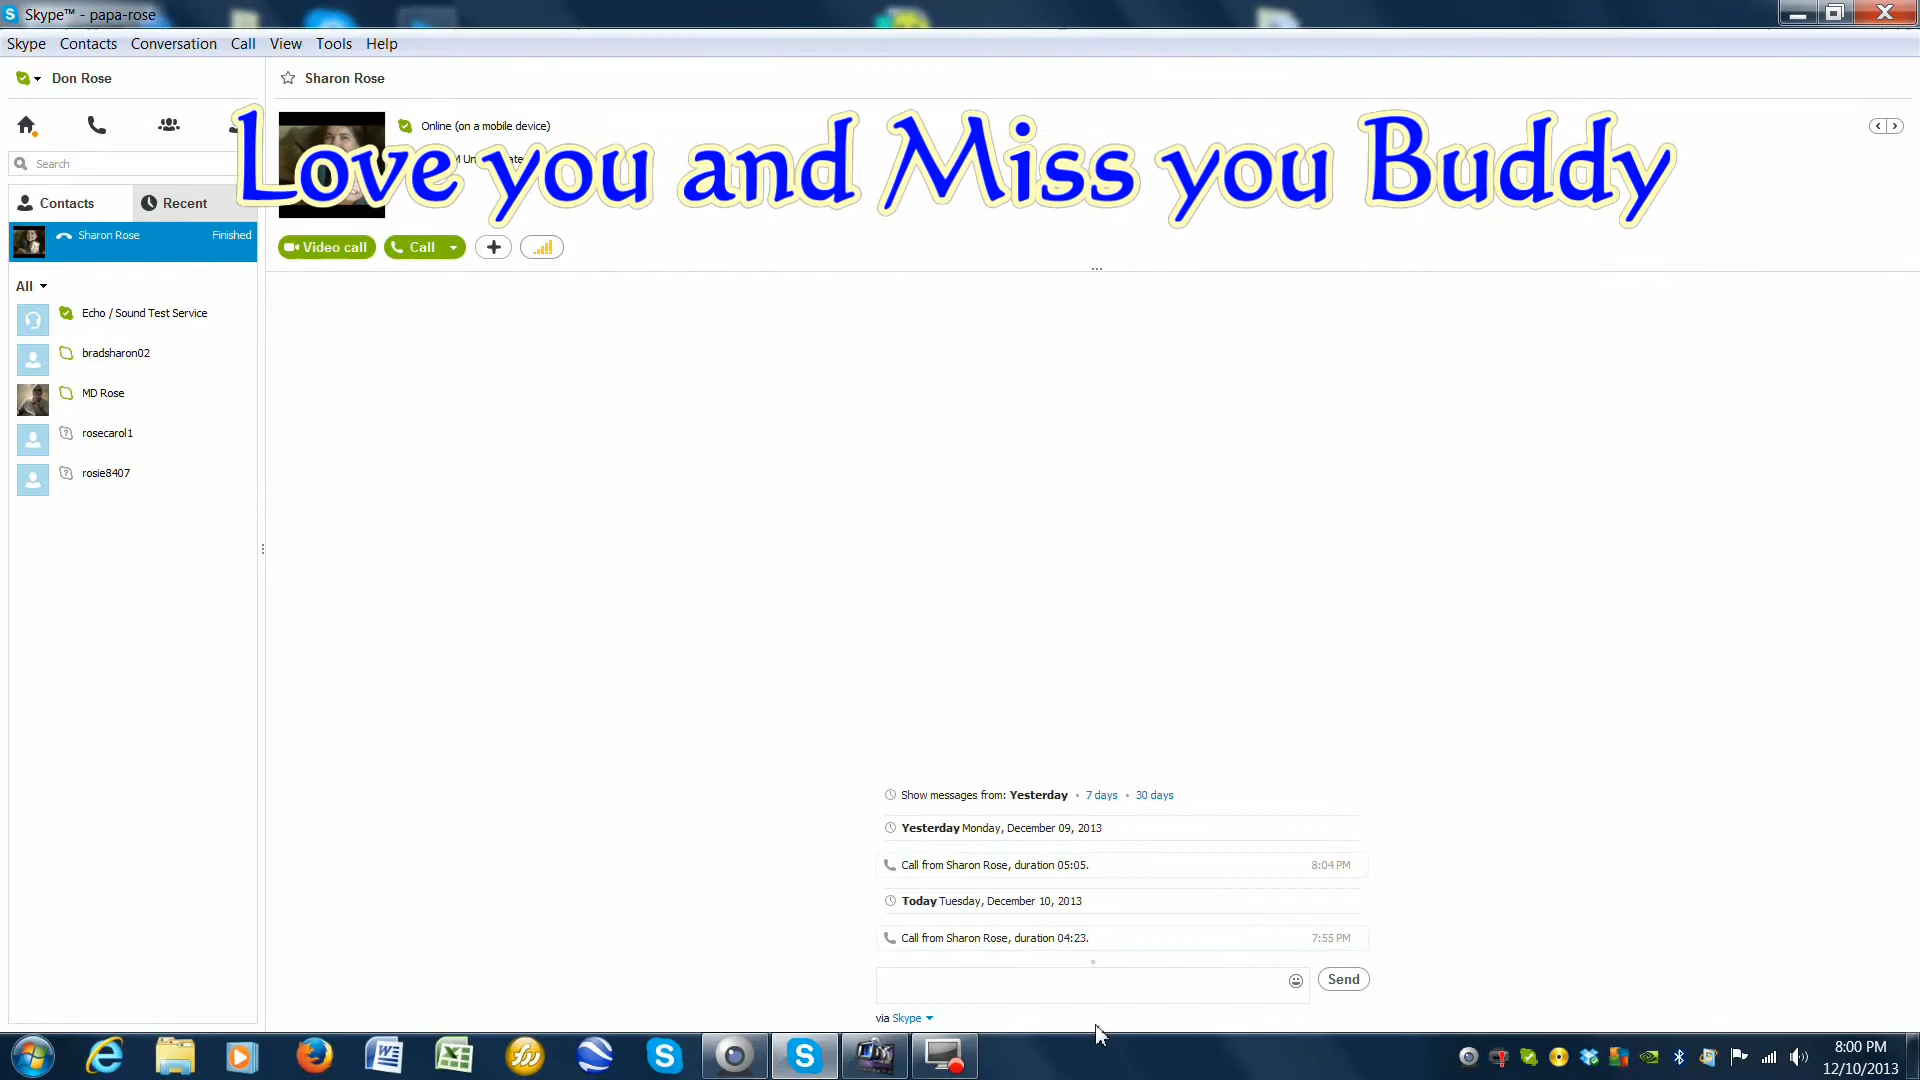 Skype™ - papa-rose
Skype Contacts Conversation Call View Tools Help
Don Rose
Sharon Rose
Online (on a mobile device)
Love you and Miss you Buddy
Search
Contacts
Recent
Sharon Rose Finished
Video call
Call
All
Echo / Sound Test Service
bradsharon02
MD Rose
rosecarol1
rosie8407
Show messages from: Yesterday • 7 days • 30 days
Yesterday Monday, December 09, 2013
Call from Sharon Rose, duration 05:05. 8:04 PM
Today Tuesday, December 10, 2013
Call from Sharon Rose, duration 04:23. 7:55 PM
Send
via Skype
8:00 PM
12/10/2013